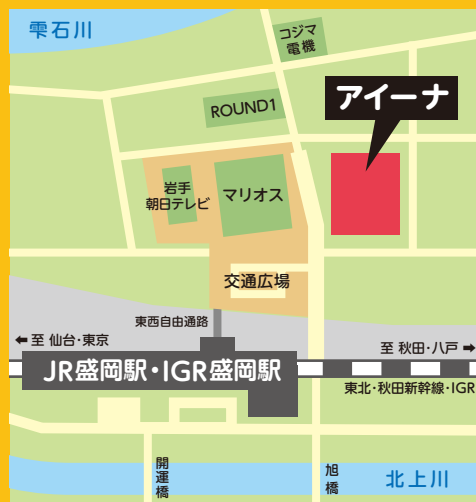 雫石川
コジマ
電機
ROUND1
アイーナ
岩手
朝日テレビ
マリオス
交通広場
東西自由通路
← 至 仙台・東京
至 秋田・八戸 →
JR盛岡駅・IGR盛岡駅
東北・秋田新幹線・IGR
開運橋
旭橋
北上川